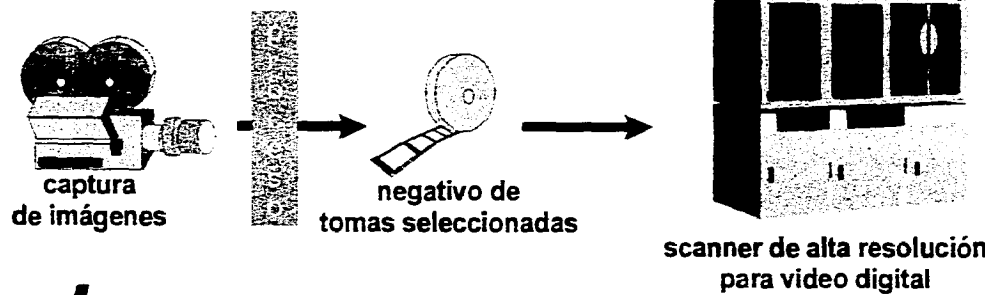 captura
de imágenes
negativo de
tomas seleccionadas
scanner de alta resolución
para video digital